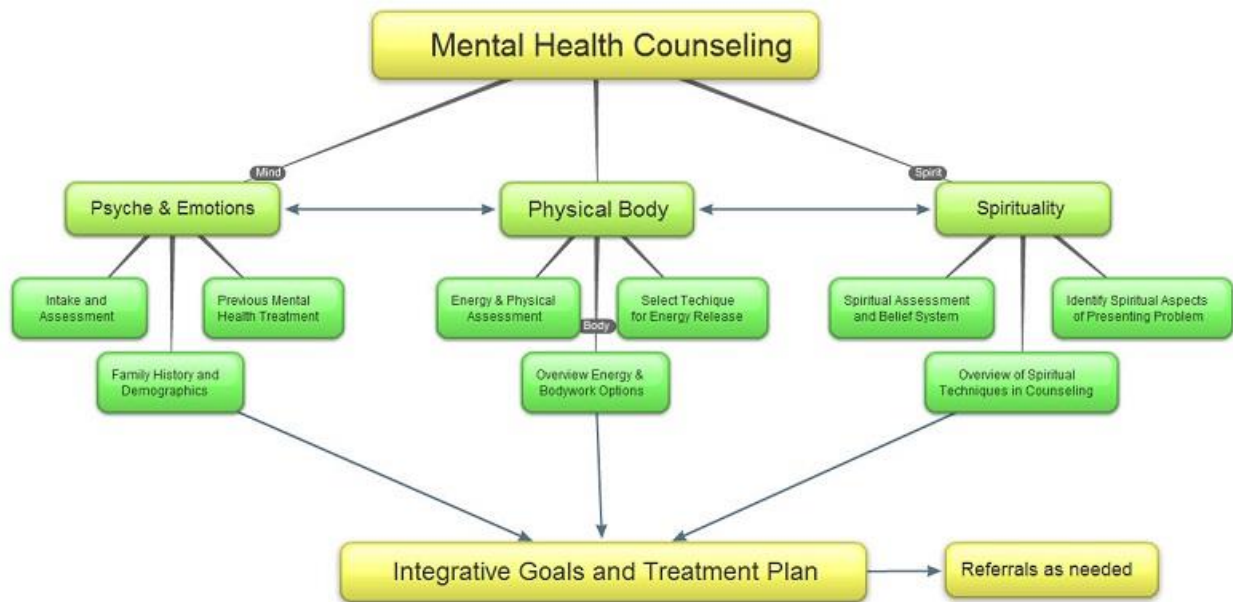 Mental Health Counseling
Mind
Spirit
Psyche & Emotions
Physical Body
Spirituality
Intake and
Assessment
Previous Mental
Health Treatment
Energy & Physical
Assessment
Select Techique
for Energy Release
Spiritual Assessment
and Belief System
Identify Spiritual Aspects
of Presenting Problem
Body
Family History and
Demographics
Overview Energy &
Bodywork Options
Overview of Spiritual
Techniques in Counseling
Integrative Goals and Treatment Plan
Referrals as needed